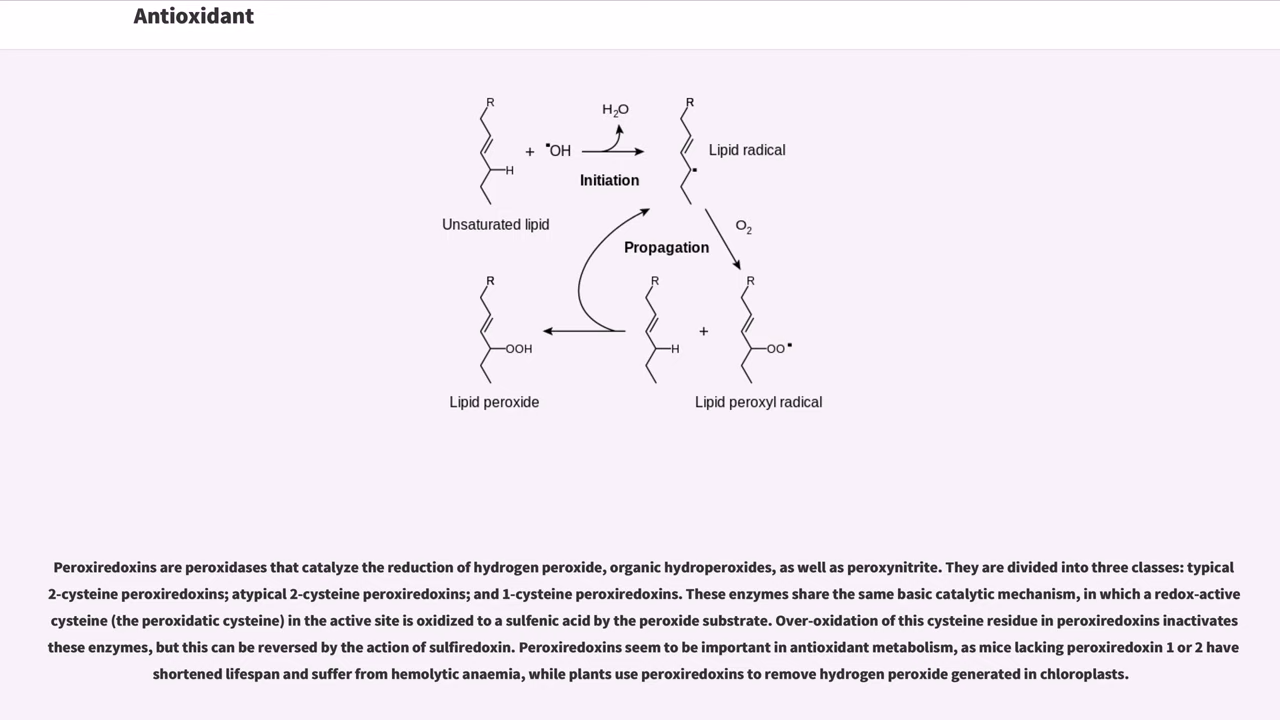 Antioxidant
R
H₂O
R
+ •OH
Lipid radical
H
Initiation
Unsaturated lipid
O₂
Propagation
R
R
R
+
OOH
H
OO•
Lipid peroxide
Lipid peroxyl radical
Peroxiredoxins are peroxidases that catalyze the reduction of hydrogen peroxide, organic hydroperoxides, as well as peroxynitrite. They are divided into three classes: typical
2-cysteine peroxiredoxins; atypical 2-cysteine peroxiredoxins; and 1-cysteine peroxiredoxins. These enzymes share the same basic catalytic mechanism, in which a redox-active
cysteine (the peroxidatic cysteine) in the active site is oxidized to a sulfenic acid by the peroxide substrate. Over-oxidation of this cysteine residue in peroxiredoxins inactivates
these enzymes, but this can be reversed by the action of sulfiredoxin. Peroxiredoxins seem to be important in antioxidant metabolism, as mice lacking peroxiredoxin 1 or 2 have
shortened lifespan and suffer from hemolytic anaemia, while plants use peroxiredoxins to remove hydrogen peroxide generated in chloroplasts.